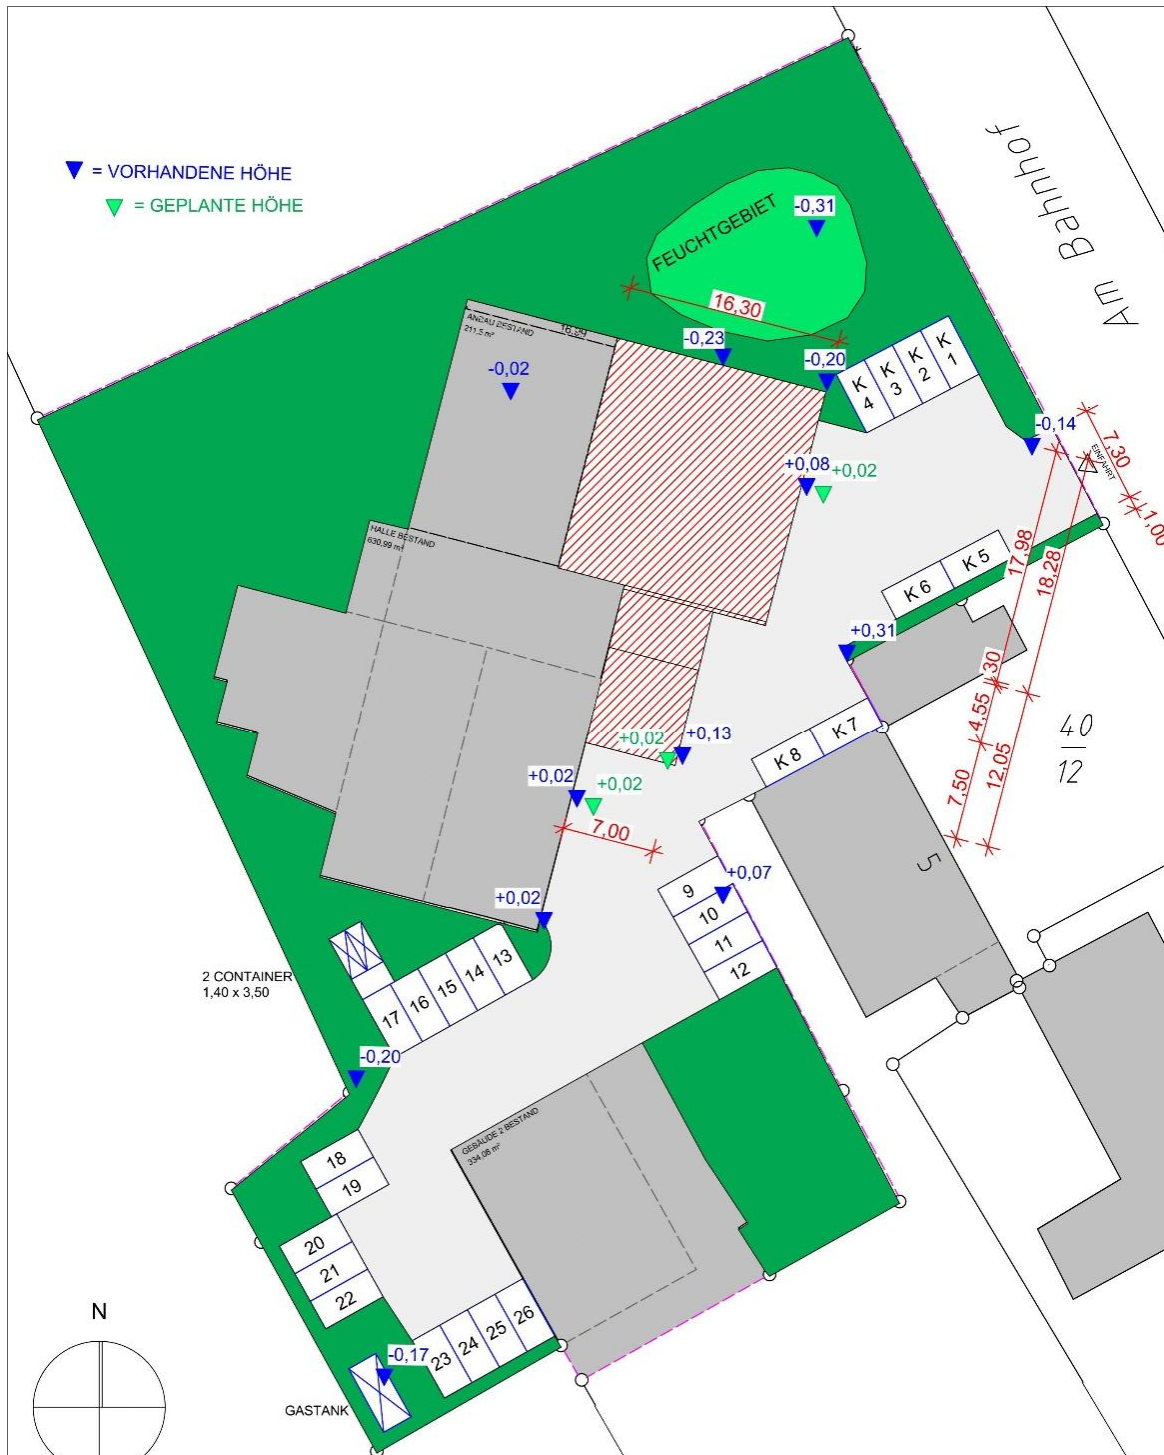 = VORHANDENE HÖHE
= GEPLANTE HÖHE
Am Bahnhof
FEUCHTGEBIET
-0,31
16,30
16,99
ANBAU BESTAND
211,5 m²
-0,02
-0,23
-0,20
K 4
K 3
K 2
K 1
-0,14
EINFAHRT
7,30
1,00
+0,08
+0,02
HALLE BESTAND
630,99 m²
K 6
K 5
17,98
18,28
+0,31
30
4,55
7,50
12,05
40
12
K 8
K 7
+0,02
+0,13
+0,02
+0,02
7,00
5
+0,07
9
10
11
12
+0,02
2 CONTAINER
1,40 x 3,50
17
16
15
14
13
-0,20
GEBÄUDE 2 BESTAND
334,08 m²
18
19
20
21
22
23
24
25
26
-0,17
GASTANK
N